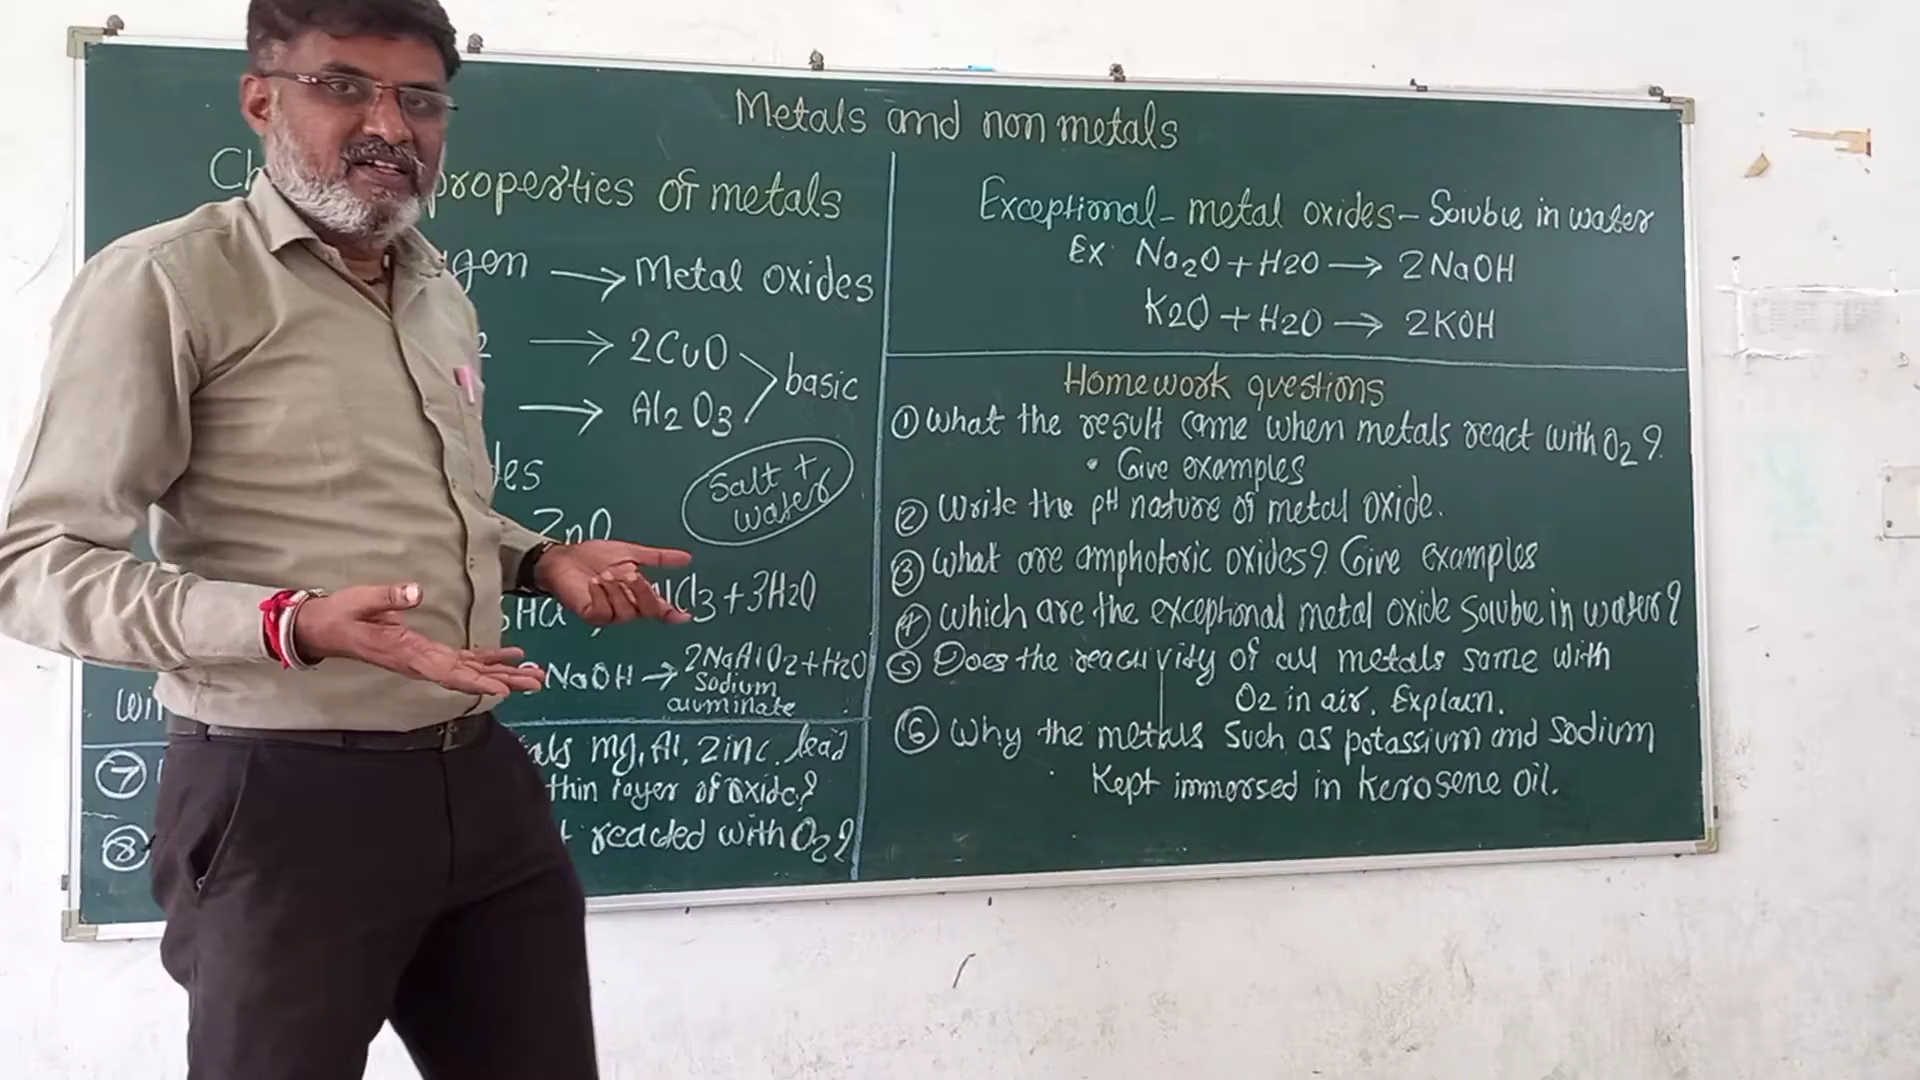 Metals and non metals
properties of metals
Metal oxides
2CuO
basic
Al2O3
Salt +
water
ZnO
+3H2O
NaOH → 2NaAlO2+H2O
Sodium
aluminate
Exceptional - metal oxides - Soluble in water
Ex: Na2O + H2O → 2NaOH
K2O + H2O → 2KOH
Homework questions
① What the result came when metals react with O2?
• Give examples
② Write the pH nature of metal oxide.
③ What are amphoteric oxides? Give examples
④ Which are the exceptional metal oxide Soluble in water?
⑤ Does the reactivity of all metals same with
O2 in air. Explain.
⑥ Why the metals Such as potassium and Sodium
Kept immersed in Kerosene oil.
⑦ Mg, Al, Zinc, lead
thin layer of oxide?
⑧ reacted with O2?